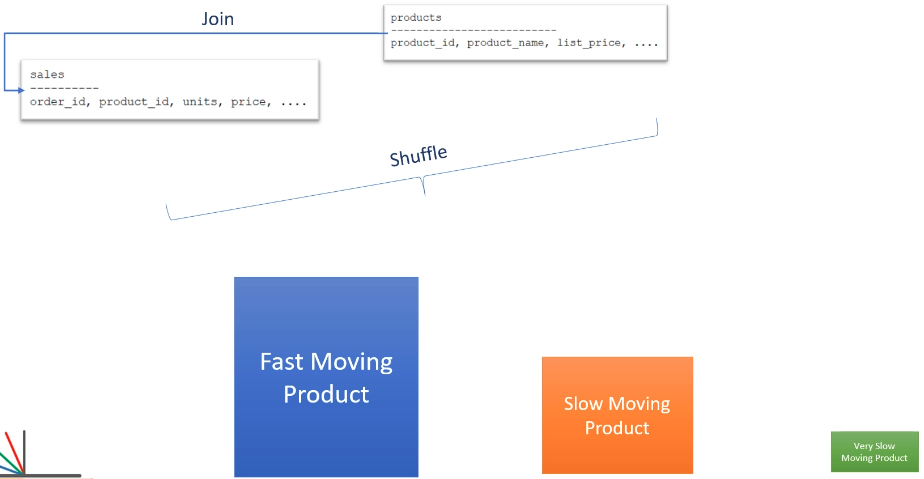 Join
products
--------------------------
product_id, product_name, list_price, ....
sales
----------
order_id, product_id, units, price, ....
Shuffle
Fast Moving
Product
Slow Moving
Product
Very Slow
Moving Product